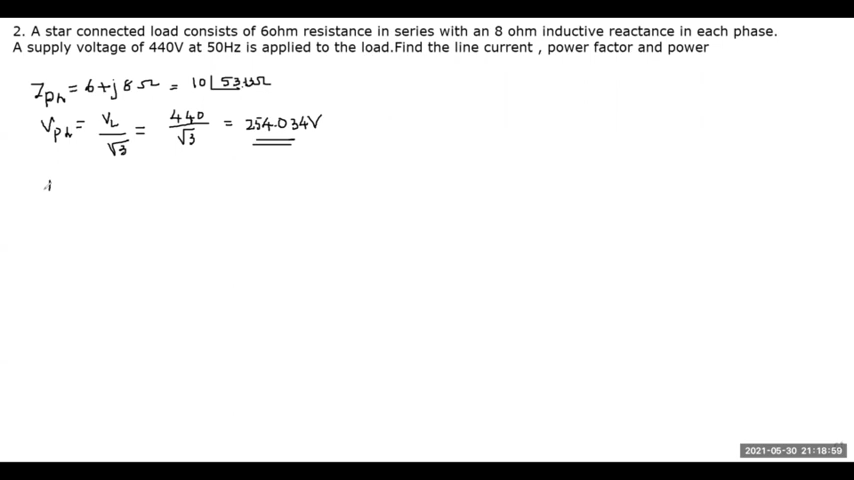 2. A star connected load consists of 6ohm resistance in series with an 8 ohm inductive reactance in each phase.
A supply voltage of 440V at 50Hz is applied to the load.Find the line current , power factor and power
Zph = 6+j8Ω = 10
Vph = VL/√3 = 440/√3 = 254.034V
2021-05-30 21:18:59